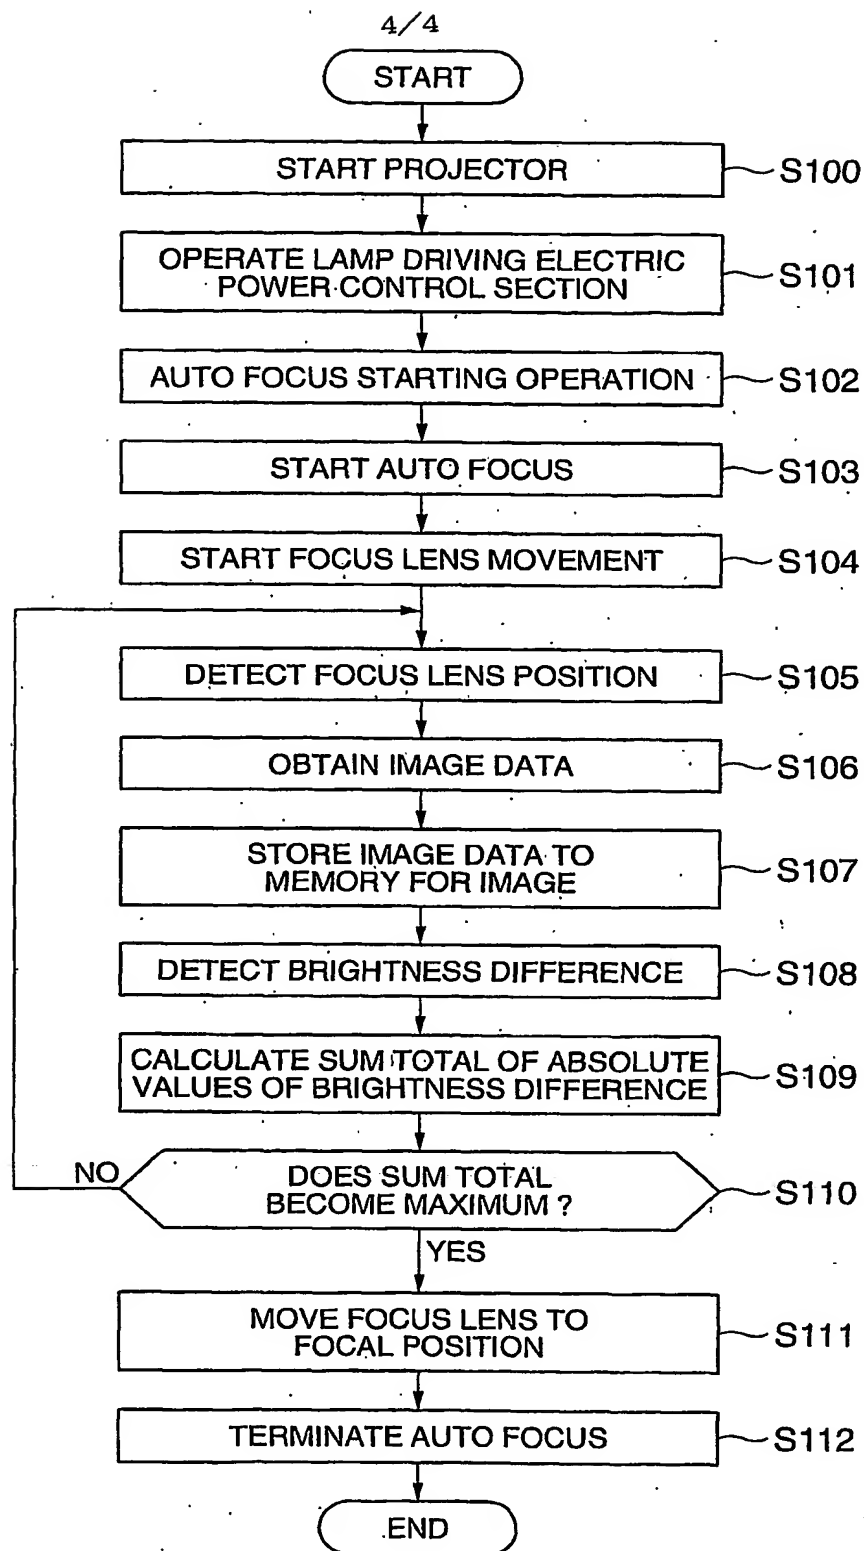 4/4
START
START PROJECTOR
S100
OPERATE LAMP DRIVING ELECTRIC
POWER CONTROL SECTION
S101
AUTO FOCUS STARTING OPERATION
S102
START AUTO FOCUS
S103
START FOCUS LENS MOVEMENT
S104
DETECT FOCUS LENS POSITION
S105
OBTAIN IMAGE DATA
S106
STORE IMAGE DATA TO
MEMORY FOR IMAGE
S107
DETECT BRIGHTNESS DIFFERENCE
S108
CALCULATE SUM TOTAL OF ABSOLUTE
VALUES OF BRIGHTNESS DIFFERENCE
S109
NO
DOES SUM TOTAL
BECOME MAXIMUM ?
S110
YES
MOVE FOCUS LENS TO
FOCAL POSITION
S111
TERMINATE AUTO FOCUS
S112
END